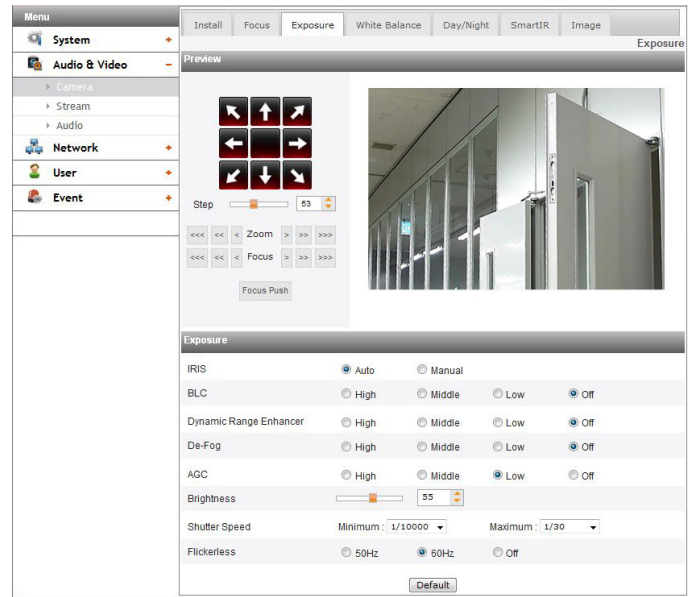 Menu
System +
Audio & Video –
Camera
Stream
Audio
Network +
User +
Event +
Install Focus Exposure White Balance Day/Night SmartIR Image
Exposure
Preview
Step 53
<<< << < Zoom > >> >>>
<<< << < Focus > >> >>>
Focus Push
Exposure
IRIS Auto Manual
BLC High Middle Low Off
Dynamic Range Enhancer High Middle Low Off
De-Fog High Middle Low Off
AGC High Middle Low Off
Brightness 55
Shutter Speed Minimum : 1/10000 Maximum : 1/30
Flickerless 50Hz 60Hz Off
Default